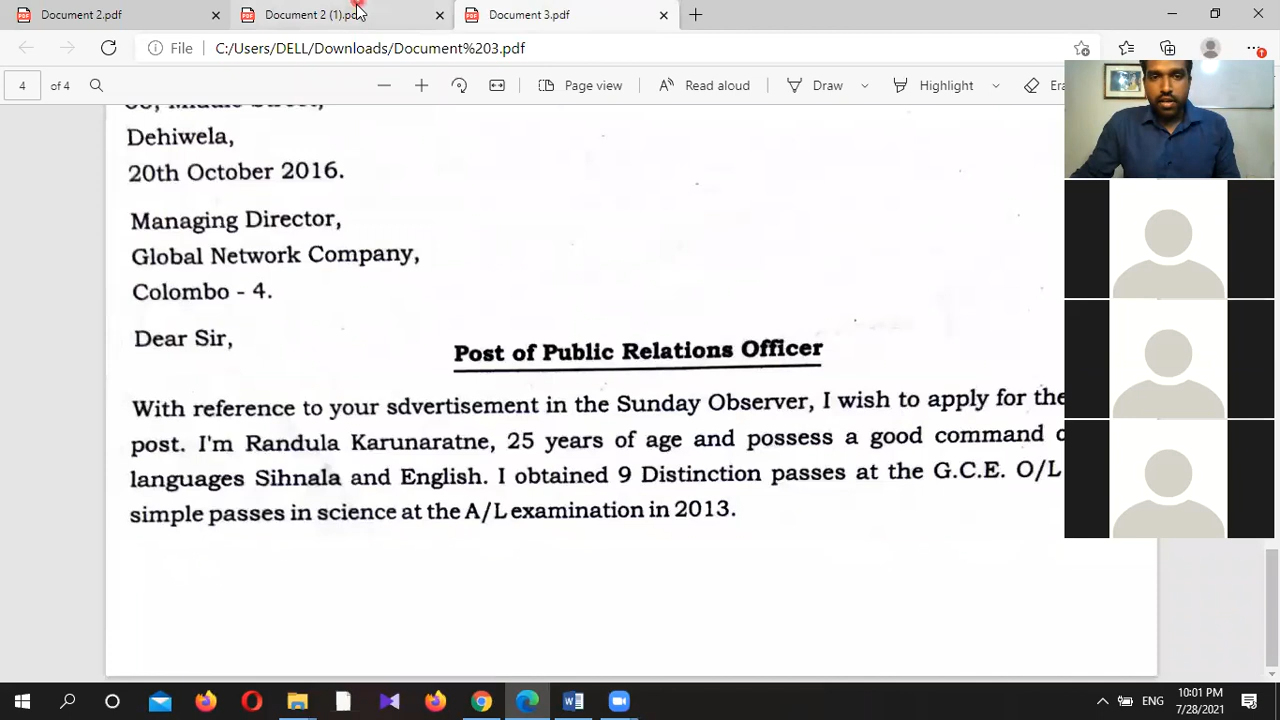 Document 2.pdf
Document 2 (1).pdf
Document 3.pdf
File
C:/Users/DELL/Downloads/Document%203.pdf
4 of 4
Page view
Read aloud
Draw
Highlight
Dehiwela,
20th October 2016.
Managing Director,
Global Network Company,
Colombo - 4.
Dear Sir,
Post of Public Relations Officer
With reference to your sdvertisement in the Sunday Observer, I wish to apply for the
post. I'm Randula Karunaratne, 25 years of age and possess a good command
languages Sihnala and English. I obtained 9 Distinction passes at the G.C.E. O/L
simple passes in science at the A/L examination in 2013.
ENG
10:01 PM
7/28/2021